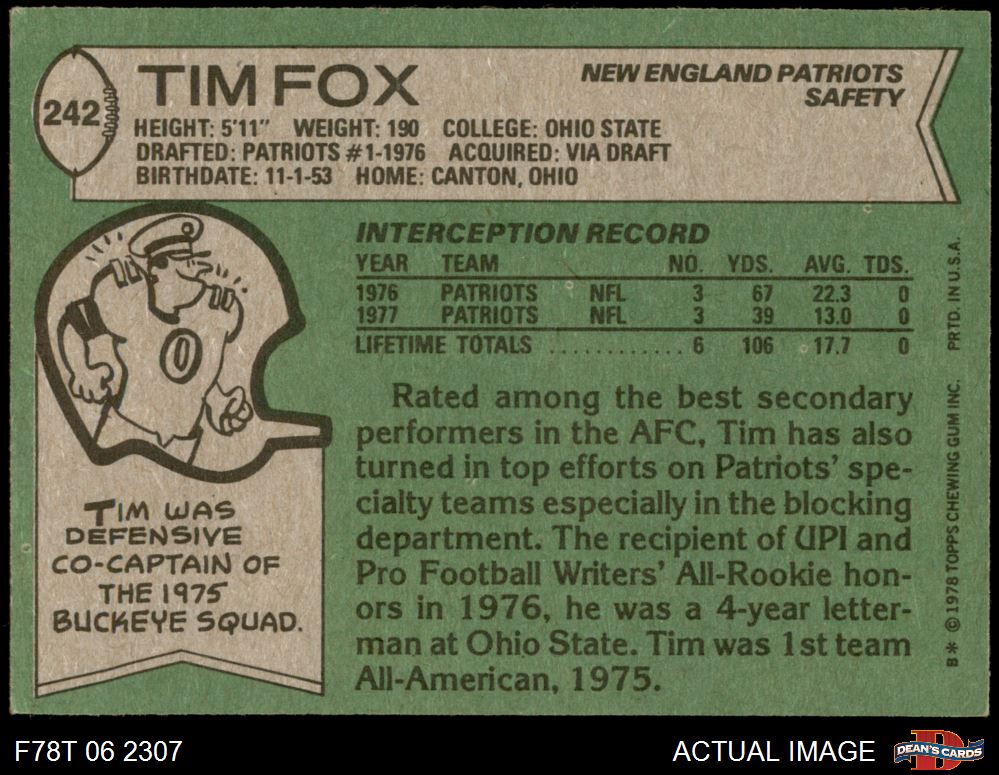 242
TIM FOX
NEW ENGLAND PATRIOTS
SAFETY
HEIGHT: 5'11" WEIGHT: 190 COLLEGE: OHIO STATE
DRAFTED: PATRIOTS #1-1976 ACQUIRED: VIA DRAFT
BIRTHDATE: 11-1-53 HOME: CANTON, OHIO
0
TIM WAS
DEFENSIVE
CO-CAPTAIN OF
THE 1975
BUCKEYE SQUAD.
INTERCEPTION RECORD
YEAR TEAM NO. YDS. AVG. TDS.
1976 PATRIOTS NFL 3 67 22.3 0
1977 PATRIOTS NFL 3 39 13.0 0
LIFETIME TOTALS ............ 6 106 17.7 0
Rated among the best secondary
performers in the AFC, Tim has also
turned in top efforts on Patriots' spe-
cialty teams especially in the blocking
department. The recipient of UPI and
Pro Football Writers' All-Rookie hon-
ors in 1976, he was a 4-year letter-
man at Ohio State. Tim was 1st team
All-American, 1975.
B* ©1978 TOPPS CHEWING GUM INC. PRTD. IN U.S.A.
F78T 06 2307
ACTUAL IMAGE
D
DEAN'S CARDS